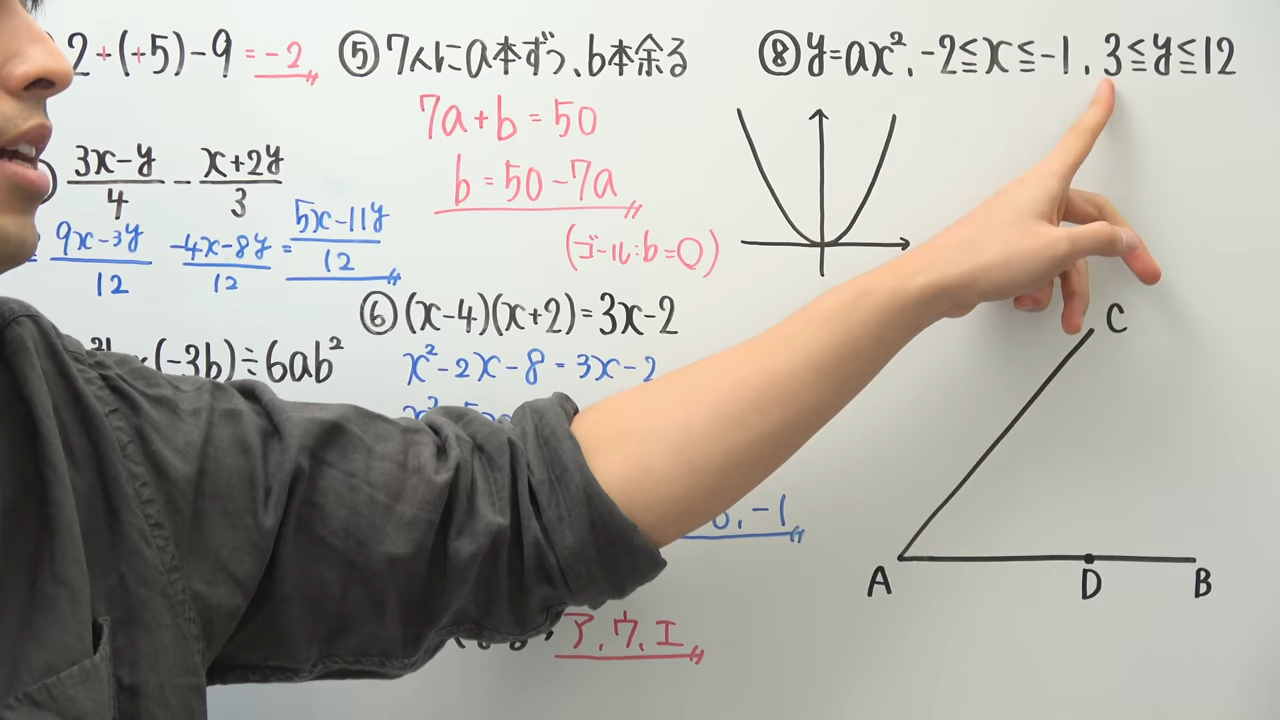 2+(+5)-9 = -2
3x-y/4 - x+2y/3
9x-3y/12 -4x-8y/12 = 5x-11y/12
(-3b)÷6ab²
⑤7人にa本ずつ、b本余る
7a+b=50
b=50-7a
(ゴール:b=〇)
⑥(x-4)(x+2)=3x-2
x²-2x-8=3x-2
, -1
ア、ウ、エ
⑧y=ax², -2≦x≦-1, 3≦y≦12
C
A
D
B